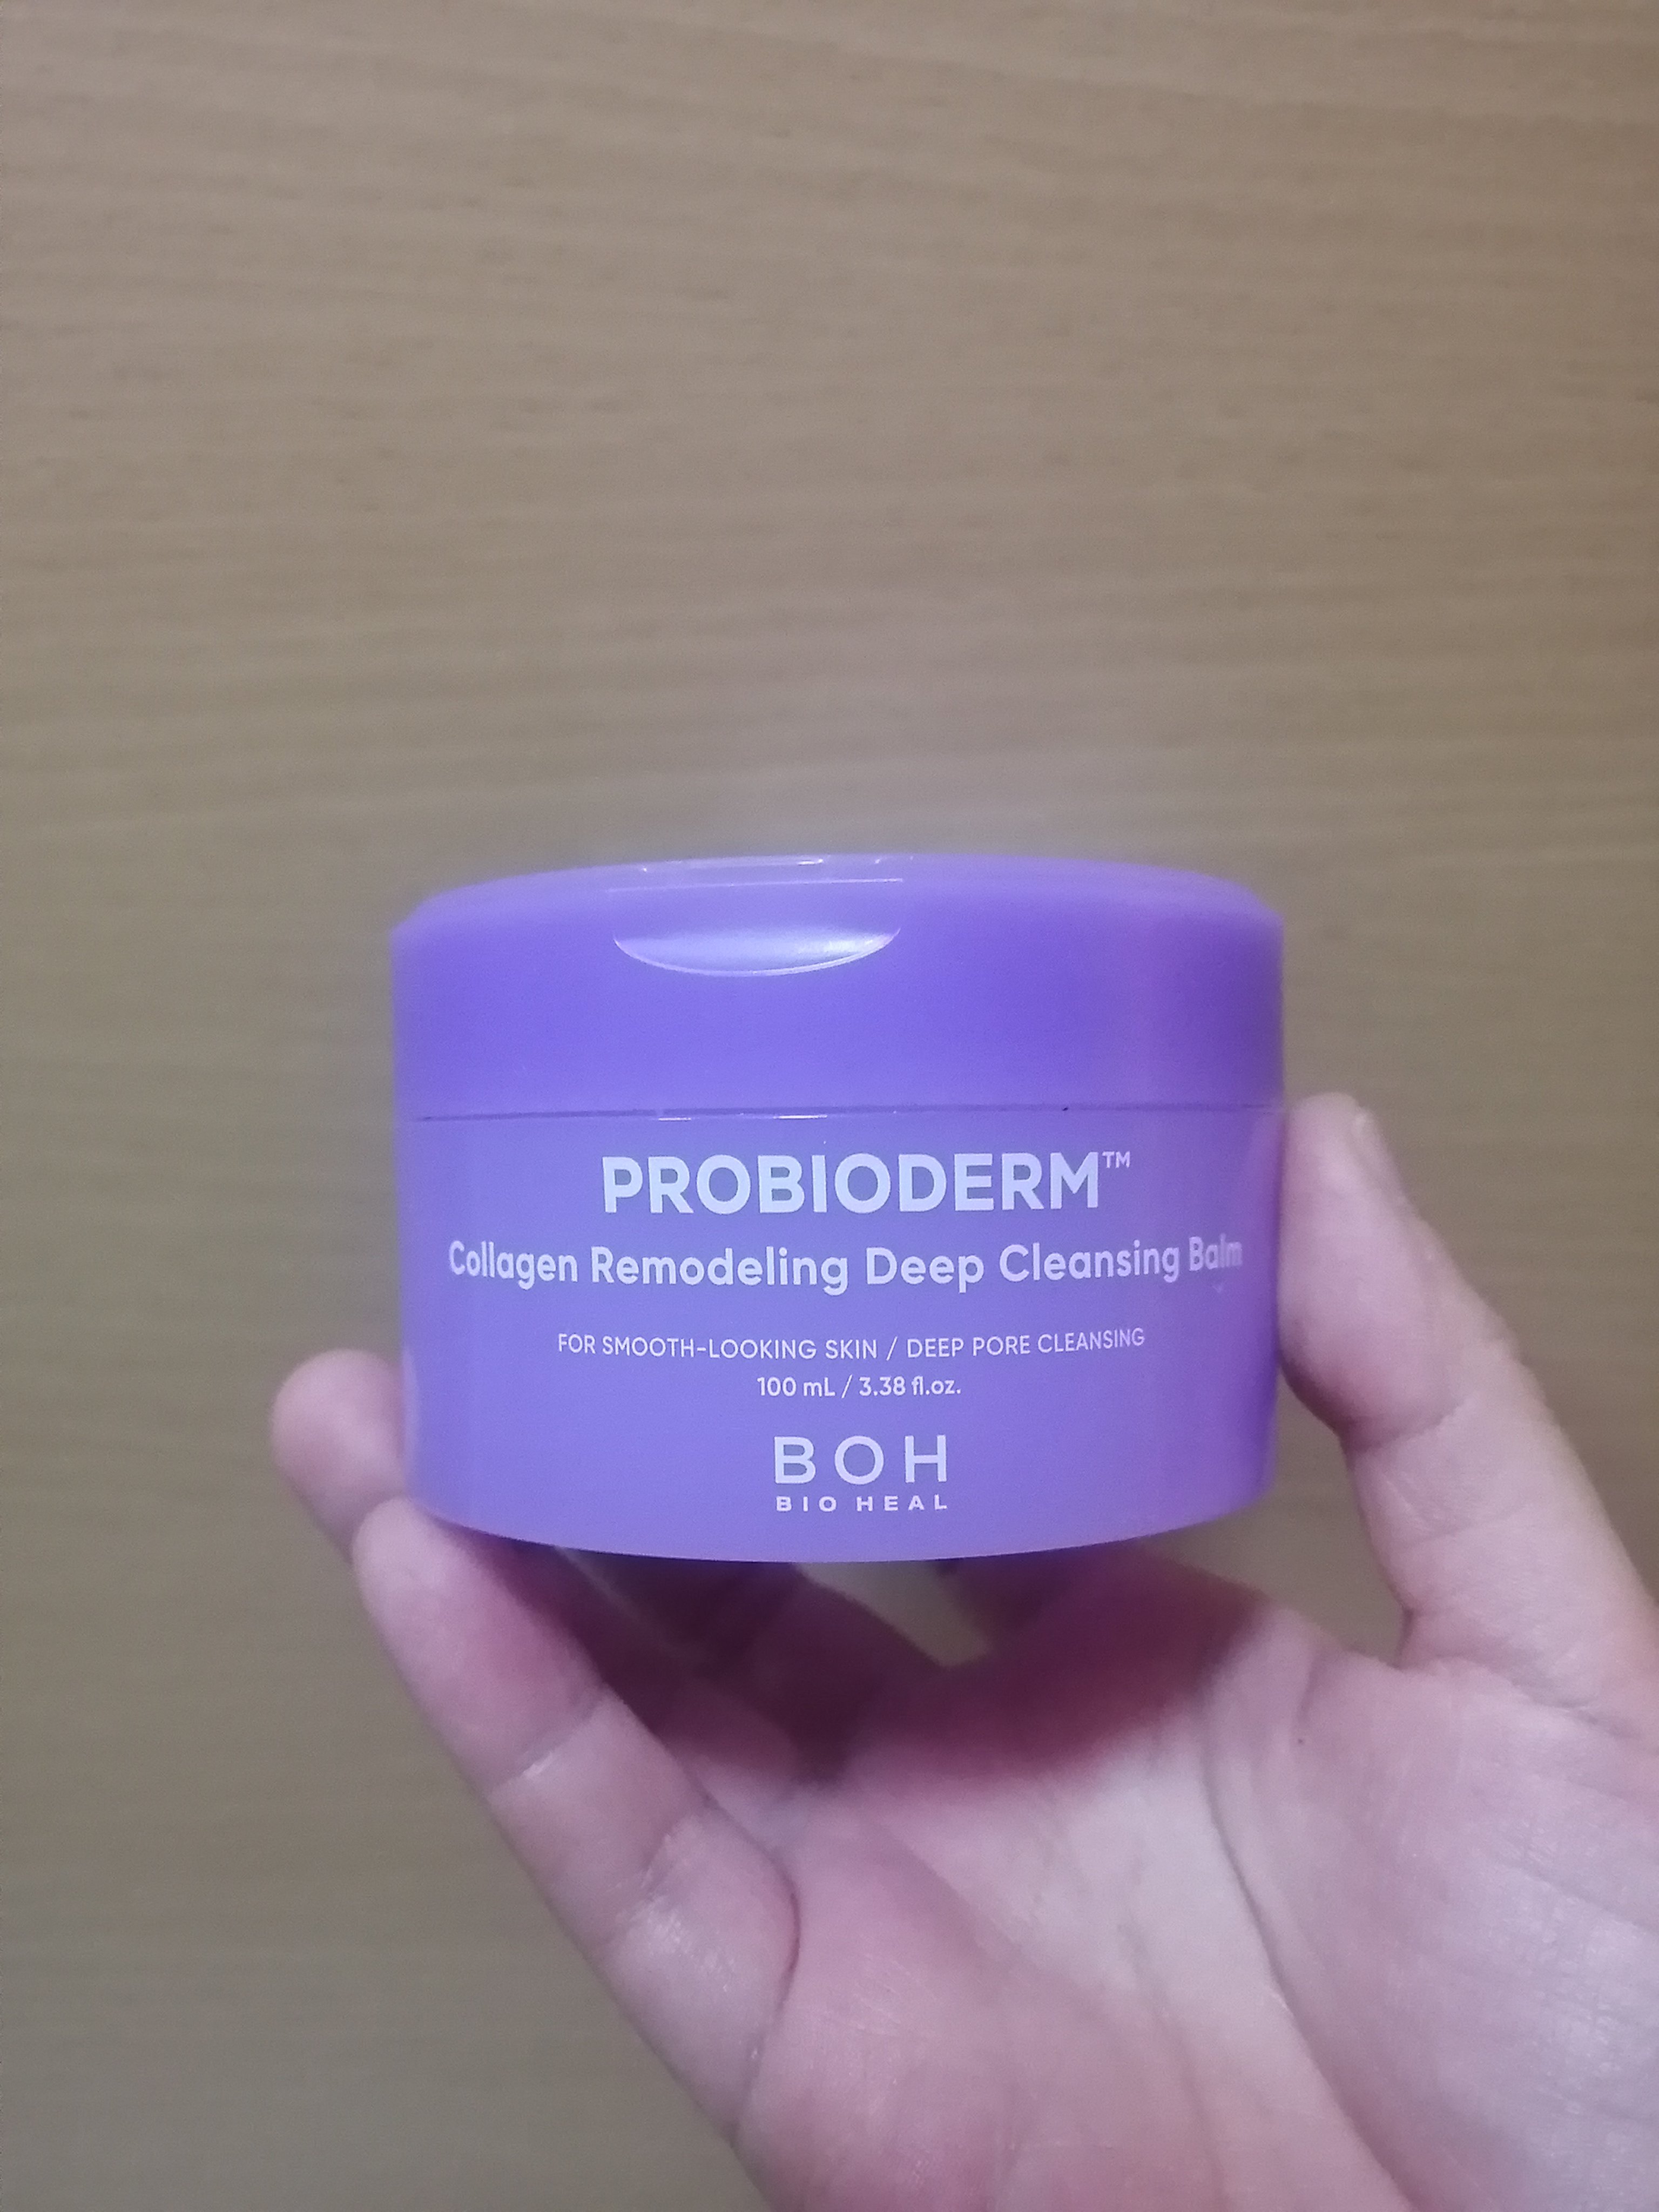 PROBIODERM™
Collagen Remodeling Deep Cleansing Balm
FOR SMOOTH-LOOKING SKIN / DEEP PORE CLEANSING
100 mL / 3.38 fl.oz.
BOH
BIO HEAL